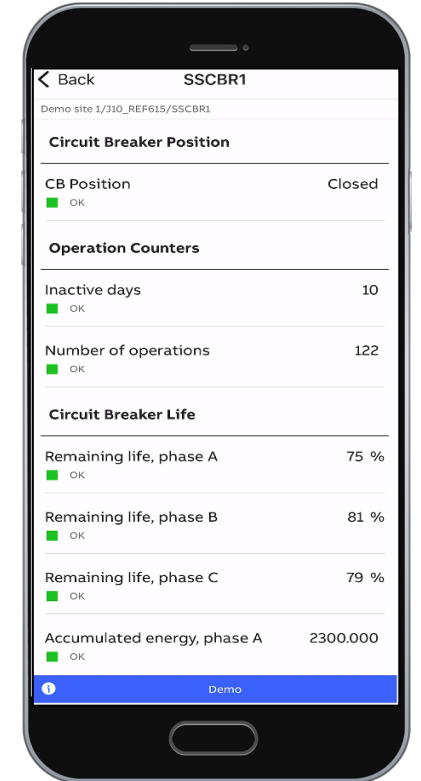 Back SSCBR1
Demo site 1/J10_REF615/SSCBR1
Circuit Breaker Position
CB Position Closed
OK
Operation Counters
Inactive days 10
OK
Number of operations 122
OK
Circuit Breaker Life
Remaining life, phase A 75 %
OK
Remaining life, phase B 81 %
OK
Remaining life, phase C 79 %
OK
Accumulated energy, phase A 2300.000
OK
i Demo